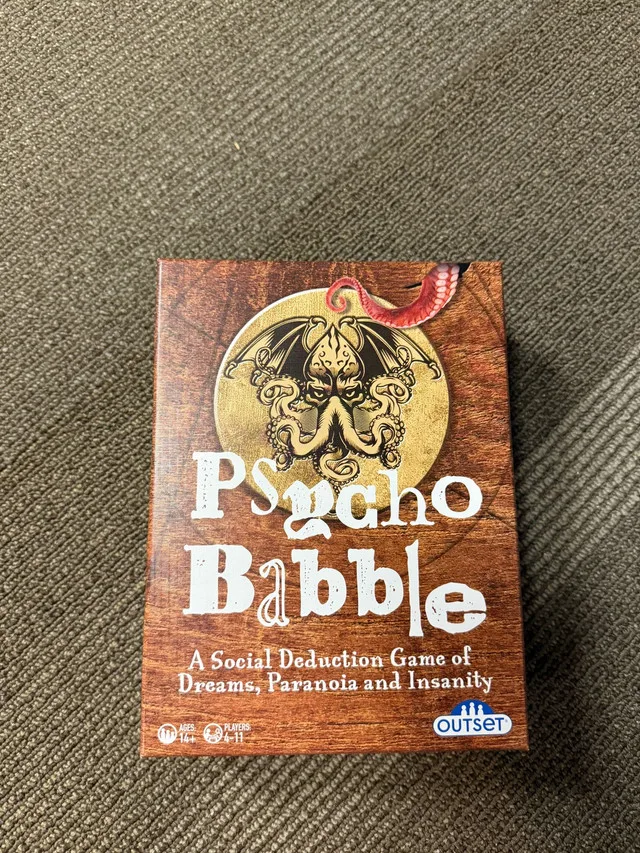 Psycho
Babble
A Social Deduction Game of
Dreams, Paranoia and Insanity
AGES 14+
PLAYERS 4-11
OUTSET